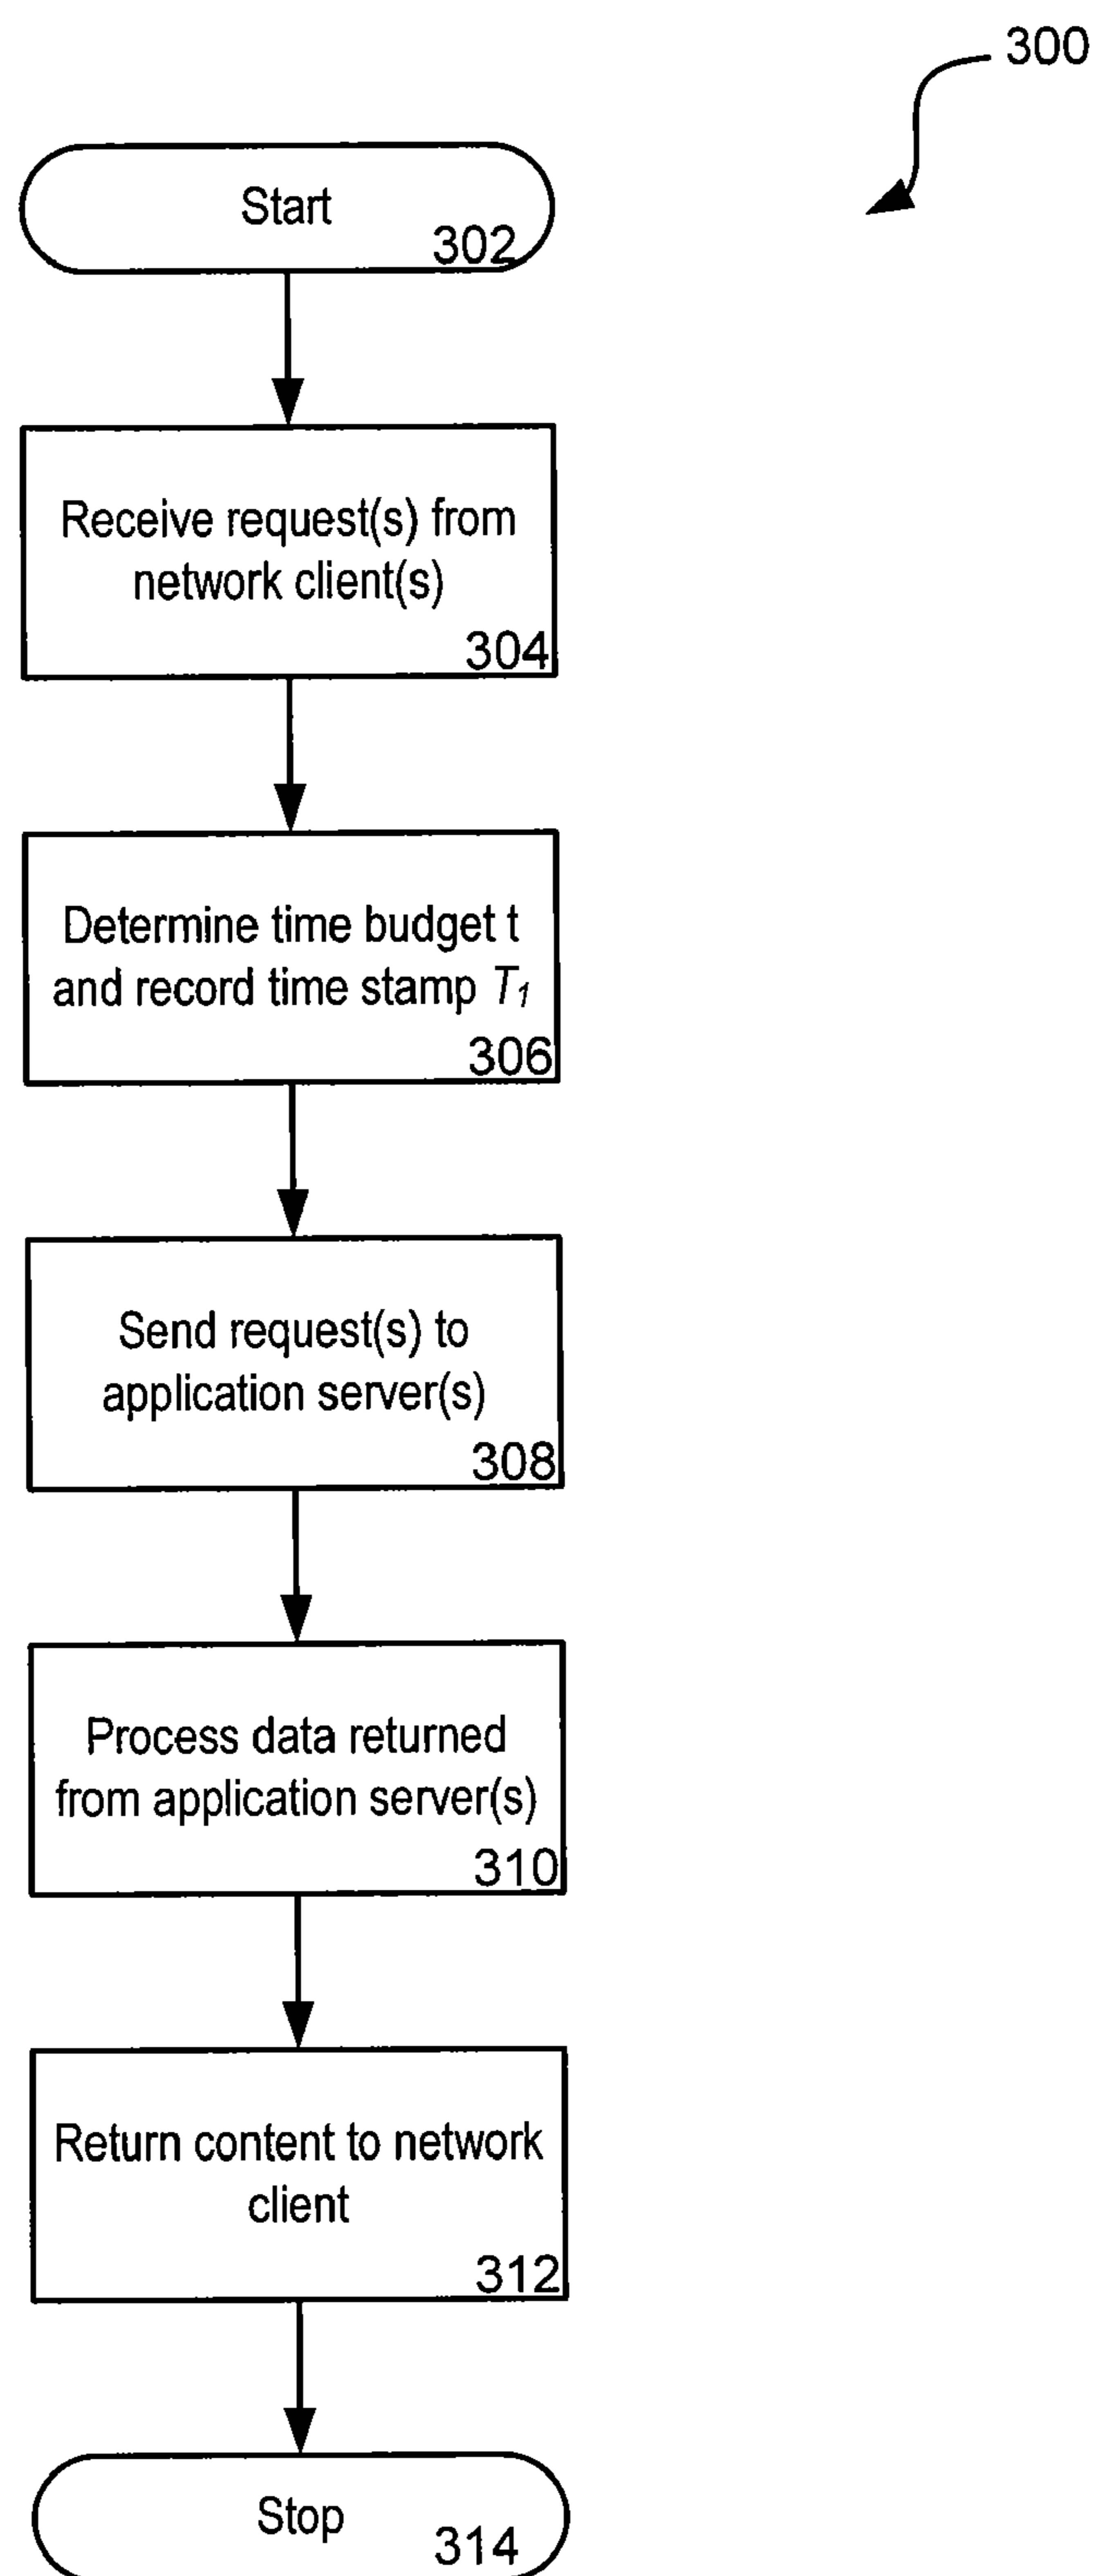 300
Start
302
Receive request(s) from
network client(s)
304
Determine time budget t
and record time stamp T₁
306
Send request(s) to
application server(s)
308
Process data returned
from application server(s)
310
Return content to network
client
312
Stop
314